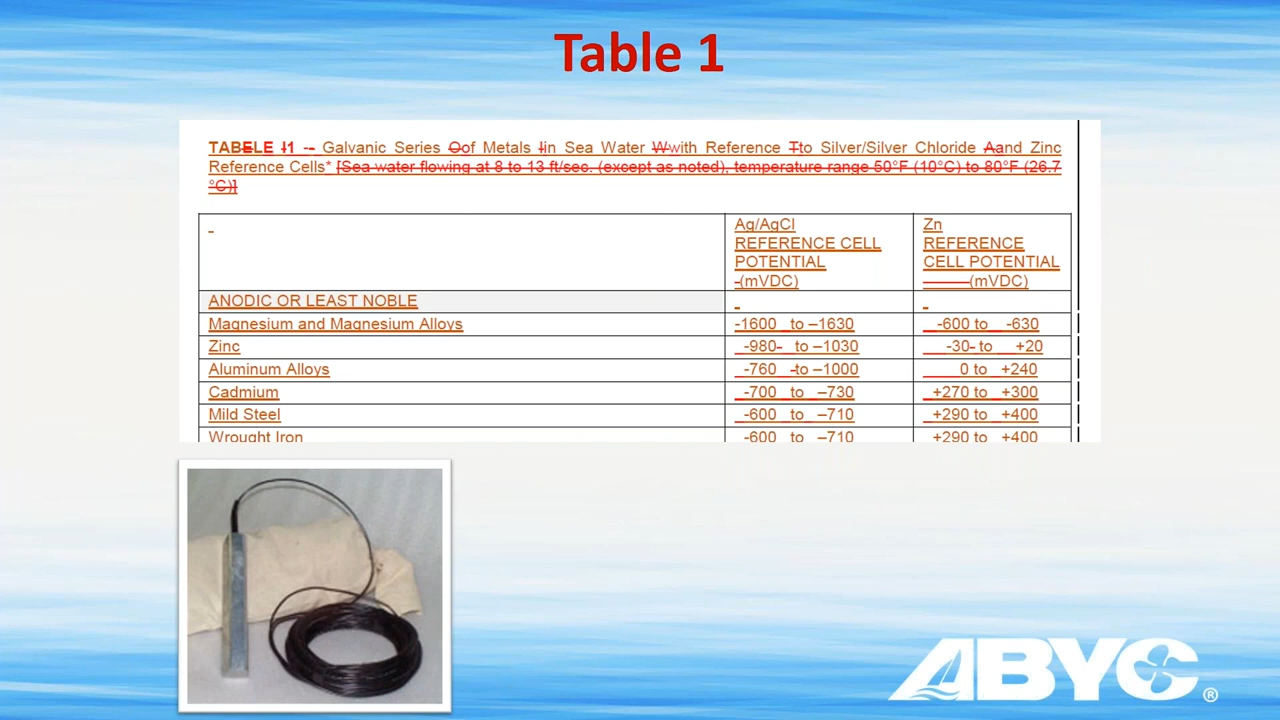 Table 1
TABELE I1 -- Galvanic Series Oof Metals Iin Sea Water Wwith Reference Tto Silver/Silver Chloride Aand Zinc
Reference Cells* [Sea water flowing at 8 to 13 ft/sec. (except as noted), temperature range 50°F (10°C) to 80°F (26.7
°C)]
Ag/AgCl
REFERENCE CELL
POTENTIAL
-(mVDC)
Zn
REFERENCE
CELL POTENTIAL
(mVDC)
ANODIC OR LEAST NOBLE
Magnesium and Magnesium Alloys -1600 to –1630 -600 to -630
Zinc -980- to –1030 -30- to +20
Aluminum Alloys -760 -to –1000 0 to +240
Cadmium -700 to –730 +270 to +300
Mild Steel -600 to –710 +290 to +400
Wrought Iron -600 to –710 +290 to +400
ABYC ®